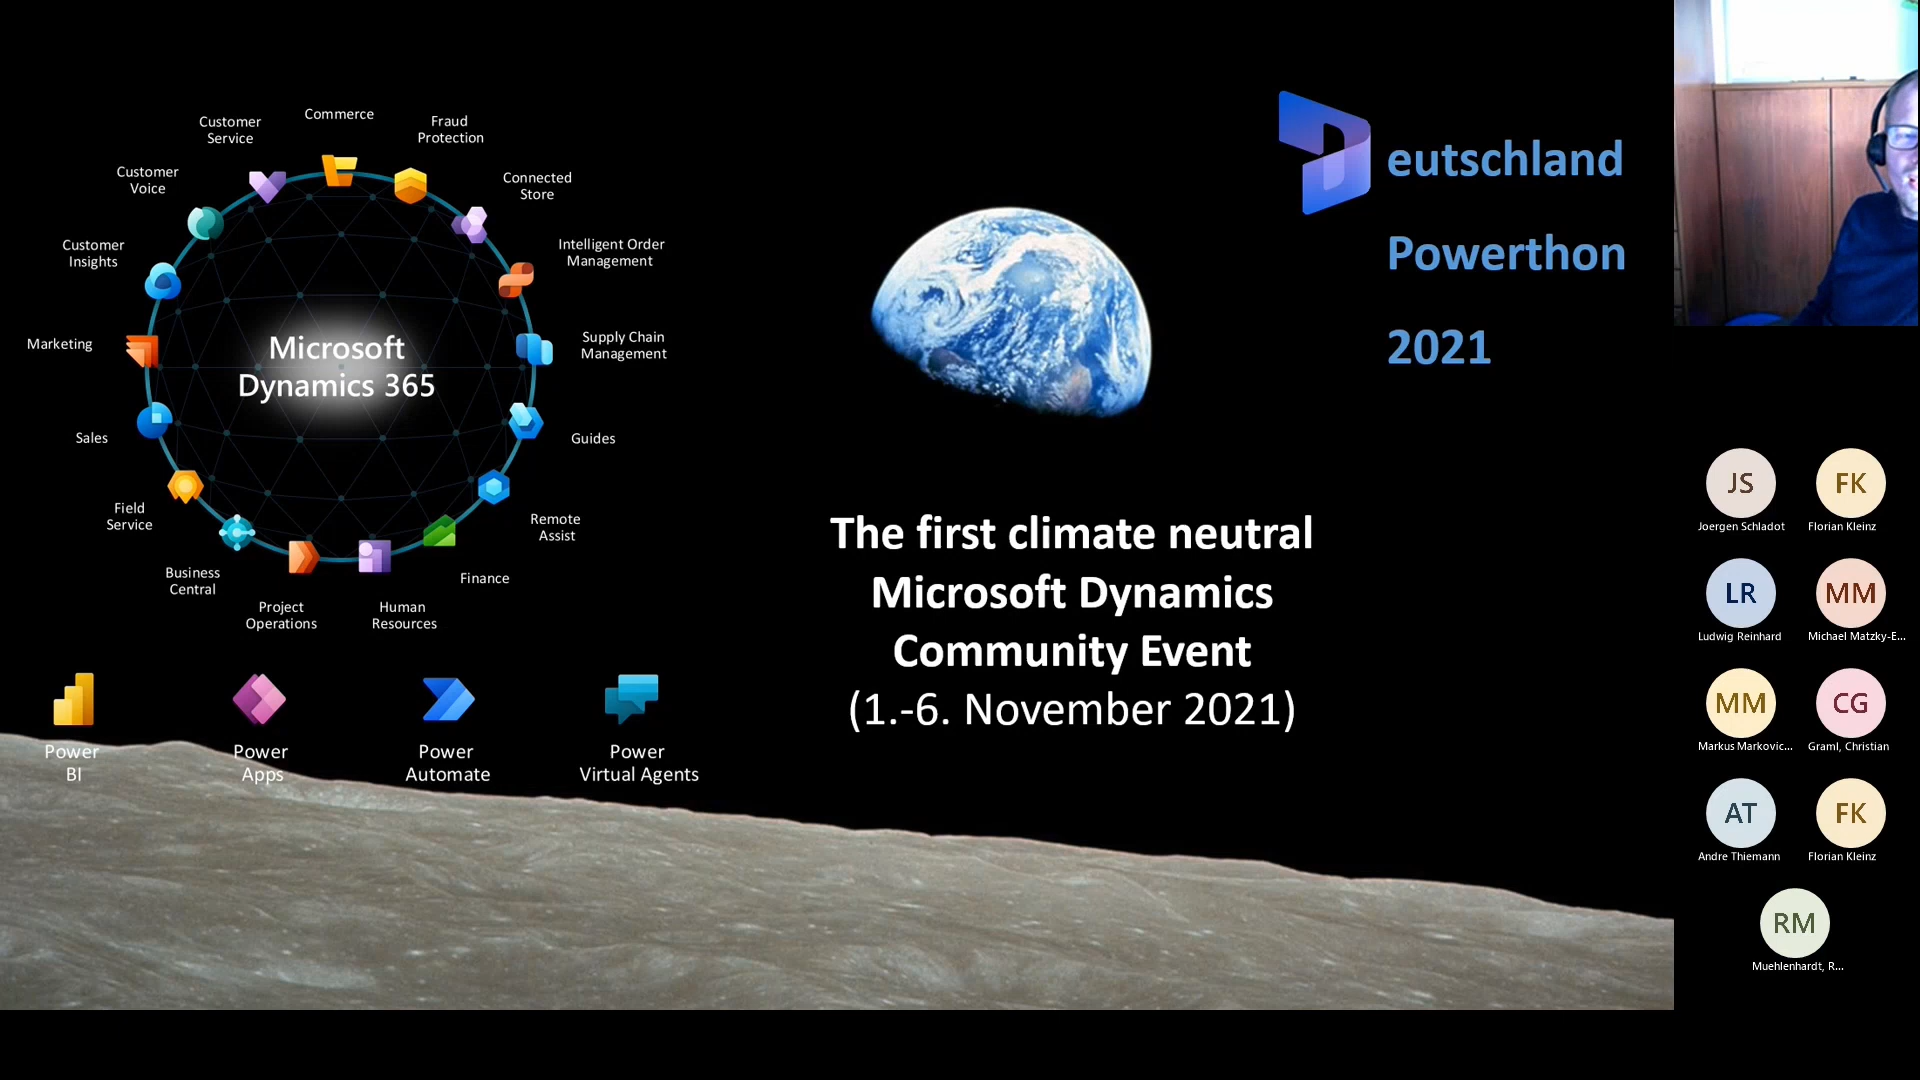 Commerce
Customer
Service
Fraud
Protection
Customer
Voice
Connected
Store
Customer
Insights
Intelligent Order
Management
Marketing
Supply Chain
Management
Microsoft
Dynamics 365
Sales
Guides
Field
Service
Remote
Assist
Business
Central
Finance
Project
Operations
Human
Resources
Power
BI
Power
Apps
Power
Automate
Power
Virtual Agents
The first climate neutral
Microsoft Dynamics
Community Event
(1.-6. November 2021)
eutschland
Powerthon
2021
JS
Joergen Schladot
FK
Florian Kleinz
LR
Ludwig Reinhard
MM
Michael Matzky-E...
MM
Markus Markovic...
CG
Graml, Christian
AT
Andre Thiemann
FK
Florian Kleinz
RM
Muehlenhardt, R...